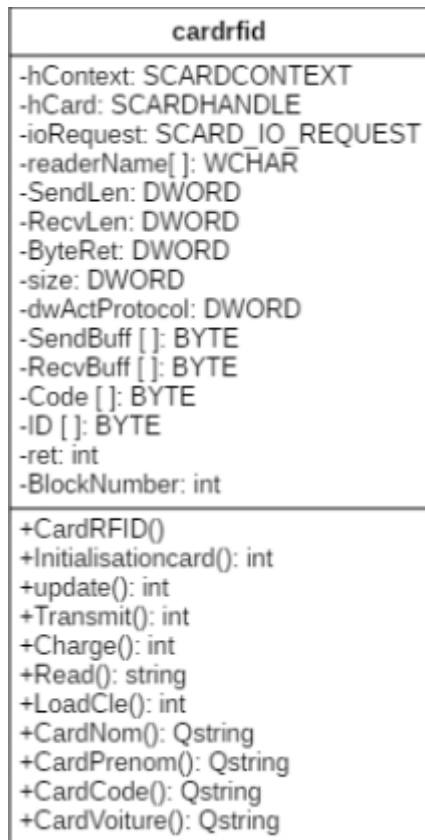 cardrfid
-hContext: SCARDCONTEXT
-hCard: SCARDHANDLE
-ioRequest: SCARD_IO_REQUEST
-readerName[ ]: WCHAR
-SendLen: DWORD
-RecvLen: DWORD
-ByteRet: DWORD
-size: DWORD
-dwActProtocol: DWORD
-SendBuff [ ]: BYTE
-RecvBuff [ ]: BYTE
-Code [ ]: BYTE
-ID [ ]: BYTE
-ret: int
-BlockNumber: int
+CardRFID()
+Initialisationcard(): int
+update(): int
+Transmit(): int
+Charge(): int
+Read(): string
+LoadCle(): int
+CardNom(): Qstring
+CardPrenom(): Qstring
+CardCode(): Qstring
+CardVoiture(): Qstring